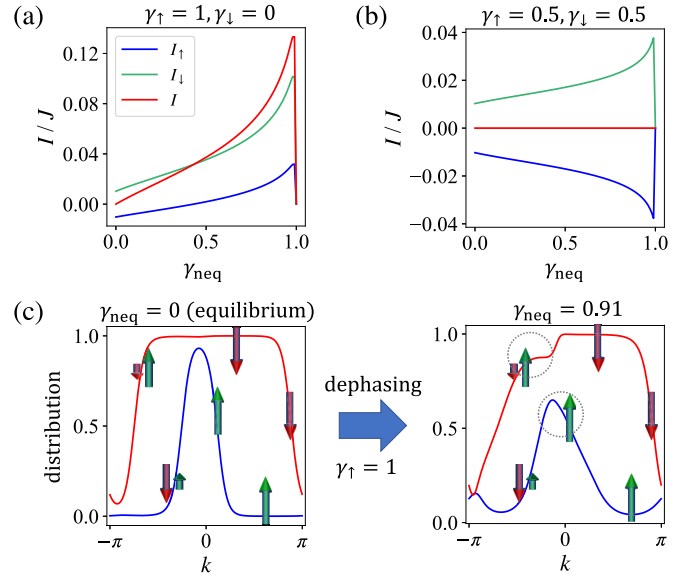 (a)
γ↑ = 1, γ↓ = 0
I / J
0.12
0.08
0.04
0.00
I↑
I↓
I
0.0
0.5
1.0
γneq
(b)
γ↑ = 0.5, γ↓ = 0.5
I / J
0.04
0.02
0.00
−0.02
−0.04
0.0
0.5
1.0
γneq
(c)
γneq = 0 (equilibrium)
distribution
1.0
0.5
0.0
−π
0
π
k
dephasing
γ↑ = 1
γneq = 0.91
1.0
0.5
0.0
−π
0
π
k